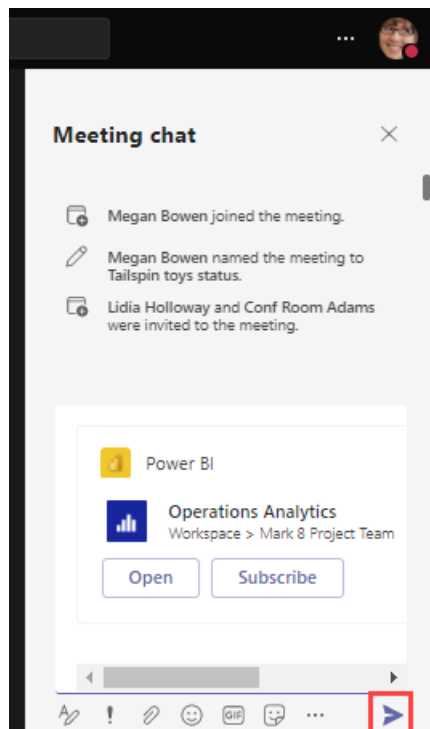 Meeting chat
Megan Bowen joined the meeting.
Megan Bowen named the meeting to
Tailspin toys status.
Lidia Holloway and Conf Room Adams
were invited to the meeting.
Power BI
Operations Analytics
Workspace > Mark 8 Project Team
Open Subscribe
GIF